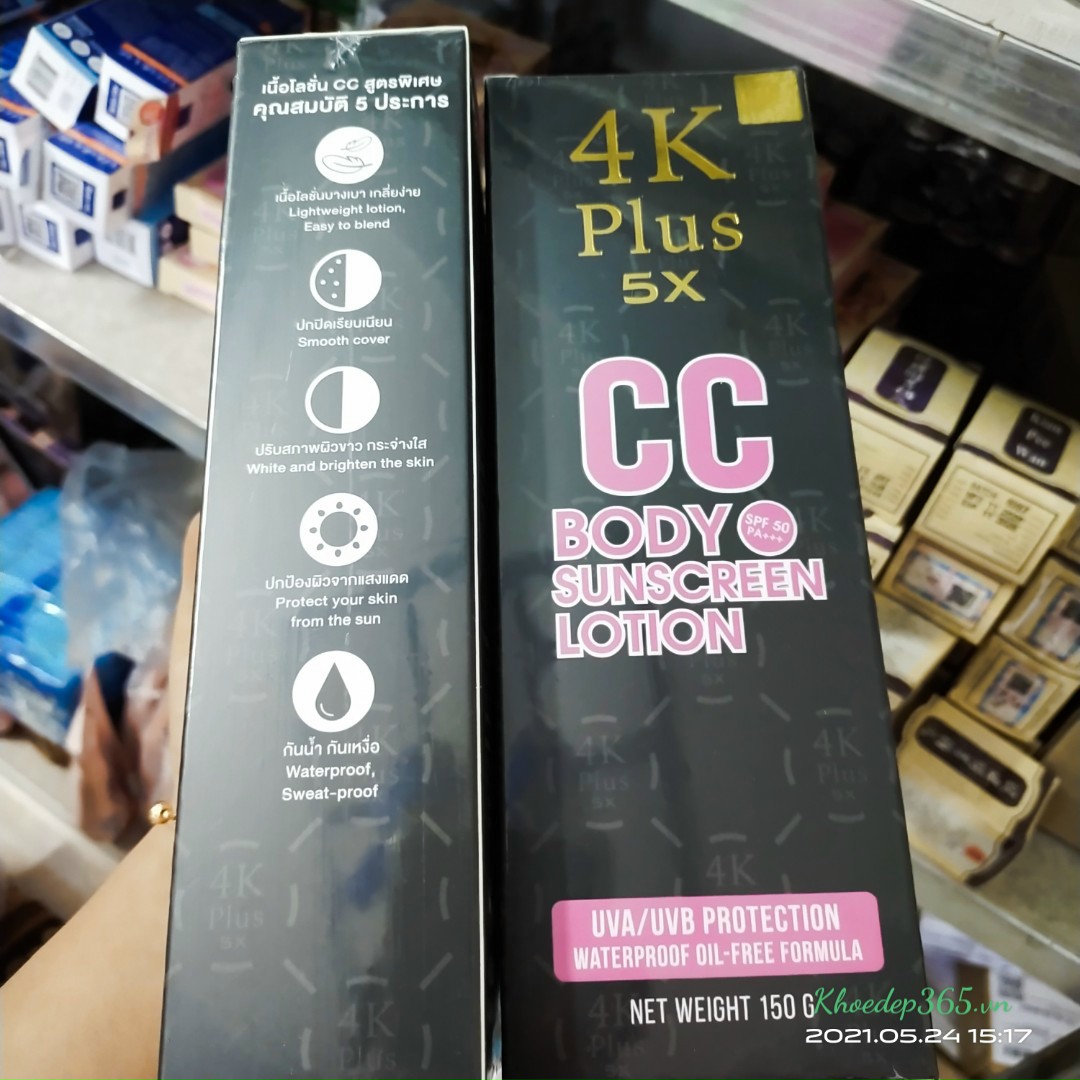 เนื้อโลชั่น CC สูตรพิเศษ
คุณสมบัติ 5 ประการ
เนื้อโลชั่นบางเบา เกลี่ยง่าย
Lightweight lotion,
Easy to blend
ปกปิดเรียบเนียน
Smooth cover
ปรับสภาพผิวขาว กระจ่างใส
White and brighten the skin
ปกป้องผิวจากแสงแดด
Protect your skin
from the sun
กันน้ำ กันเหงื่อ
Waterproof,
Sweat-proof
4K
Plus
5X
4K
Plus
5X
CC
BODY
SPF 50
PA+++
SUNSCREEN
LOTION
UVA/UVB PROTECTION
WATERPROOF OIL-FREE FORMULA
NET WEIGHT 150 G
Khoedep365.vn
2021.05.24 15:17